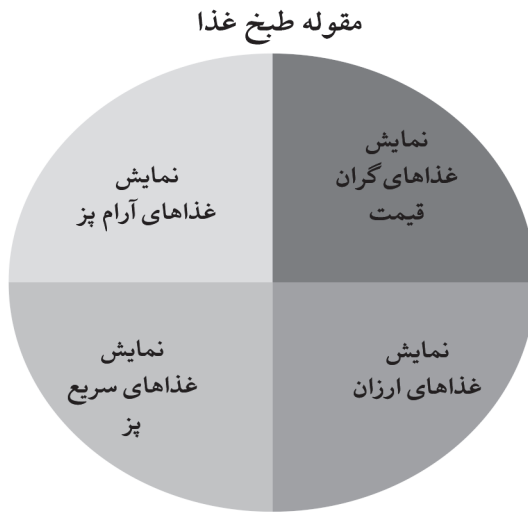 مقوله طبخ غذا
نمایش
غذاهای گران
قیمت
نمایش
غذاهای آرام پز
نمایش
غذاهای ارزان
نمایش
غذاهای سریع
پز